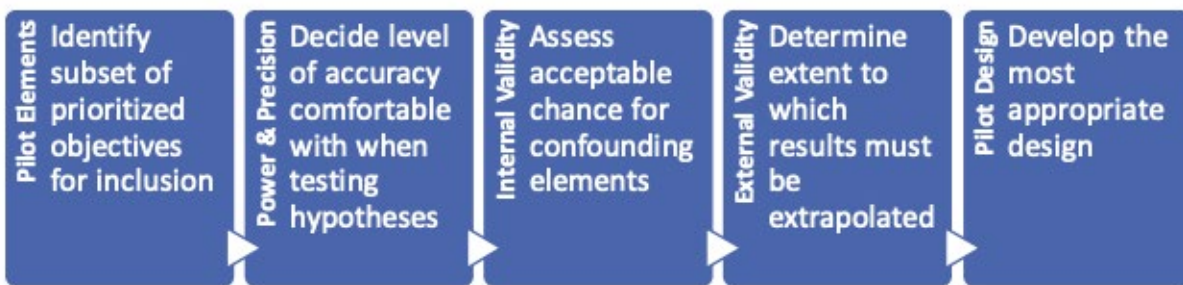 Pilot Elements
Identify
subset of
prioritized
objectives
for inclusion
Power & Precision
Decide level
of accuracy
comfortable
with when
testing
hypotheses
Internal Validity
Assess
acceptable
chance for
confounding
elements
External Validity
Determine
extent to
which
results must
be
extrapolated
Pilot Design
Develop the
most
appropriate
design